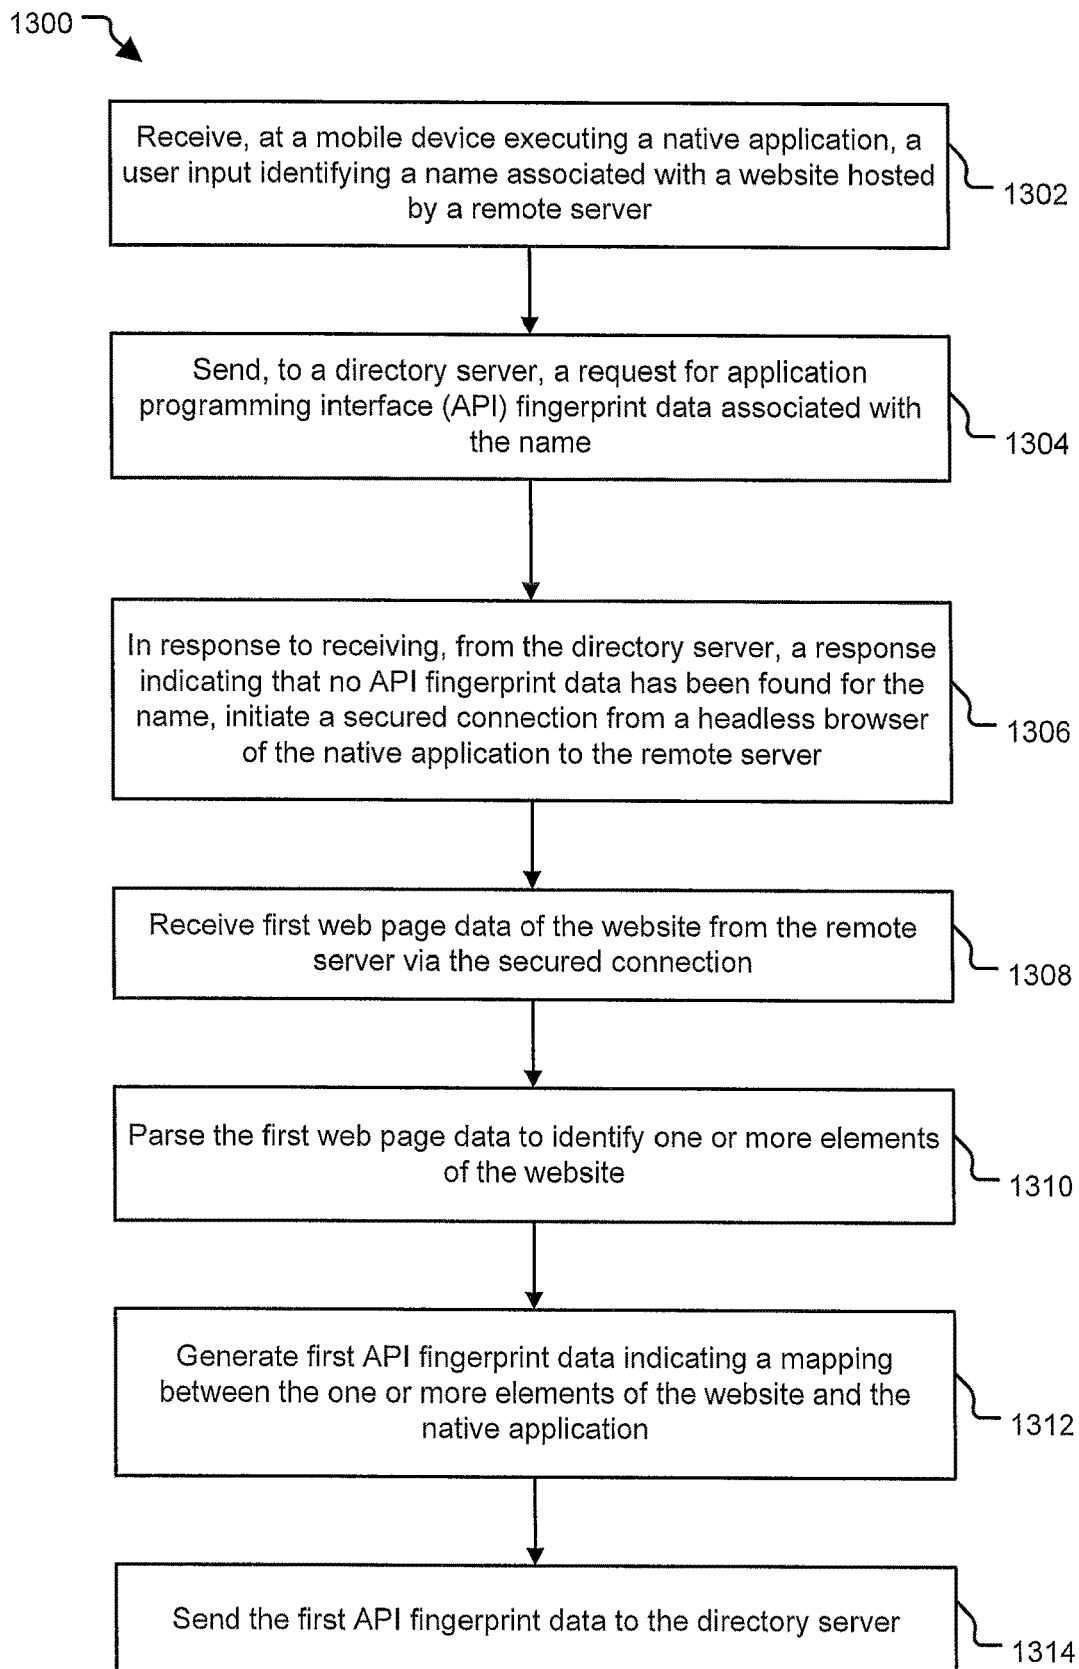 1300
Receive, at a mobile device executing a native application, a
user input identifying a name associated with a website hosted
by a remote server
1302
Send, to a directory server, a request for application
programming interface (API) fingerprint data associated with
the name
1304
In response to receiving, from the directory server, a response
indicating that no API fingerprint data has been found for the
name, initiate a secured connection from a headless browser
of the native application to the remote server
1306
Receive first web page data of the website from the remote
server via the secured connection
1308
Parse the first web page data to identify one or more elements
of the website
1310
Generate first API fingerprint data indicating a mapping
between the one or more elements of the website and the
native application
1312
Send the first API fingerprint data to the directory server
1314